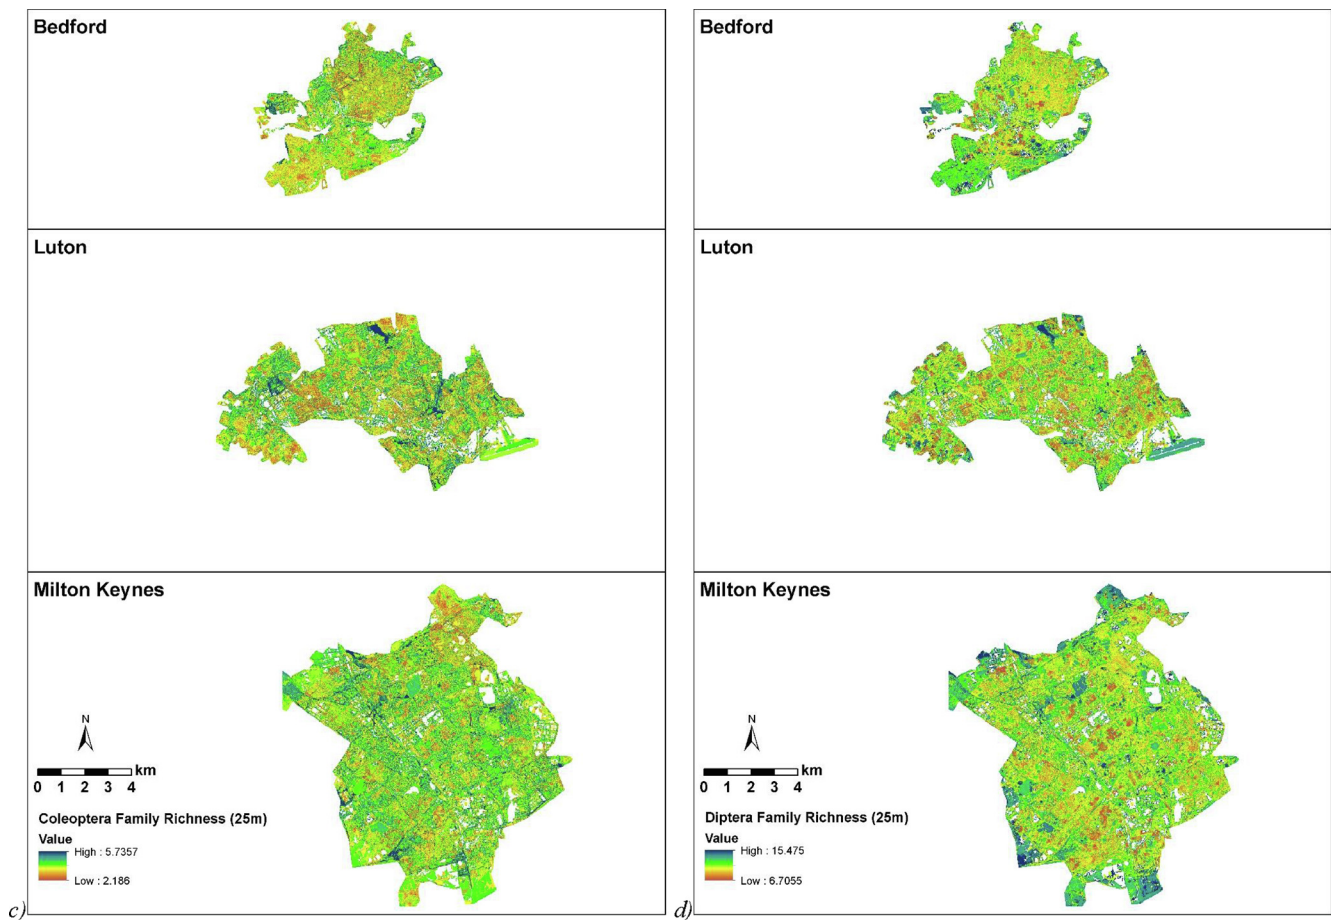 Bedford
Luton
Milton Keynes
N
km
0 1 2 3 4
Coleoptera Family Richness (25m)
Value
High : 5.7357
Low : 2.186
c)
Bedford
Luton
Milton Keynes
N
km
0 1 2 3 4
Diptera Family Richness (25m)
Value
High : 15.475
Low : 6.7055
d)